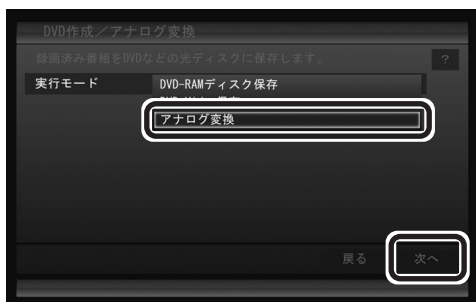 DVD作成/アナログ変換
録画済み番組をDVDなどの光ディスクに保存します。
?
実行モード
DVD-RAMディスク保存
アナログ変換
戻る
次へ